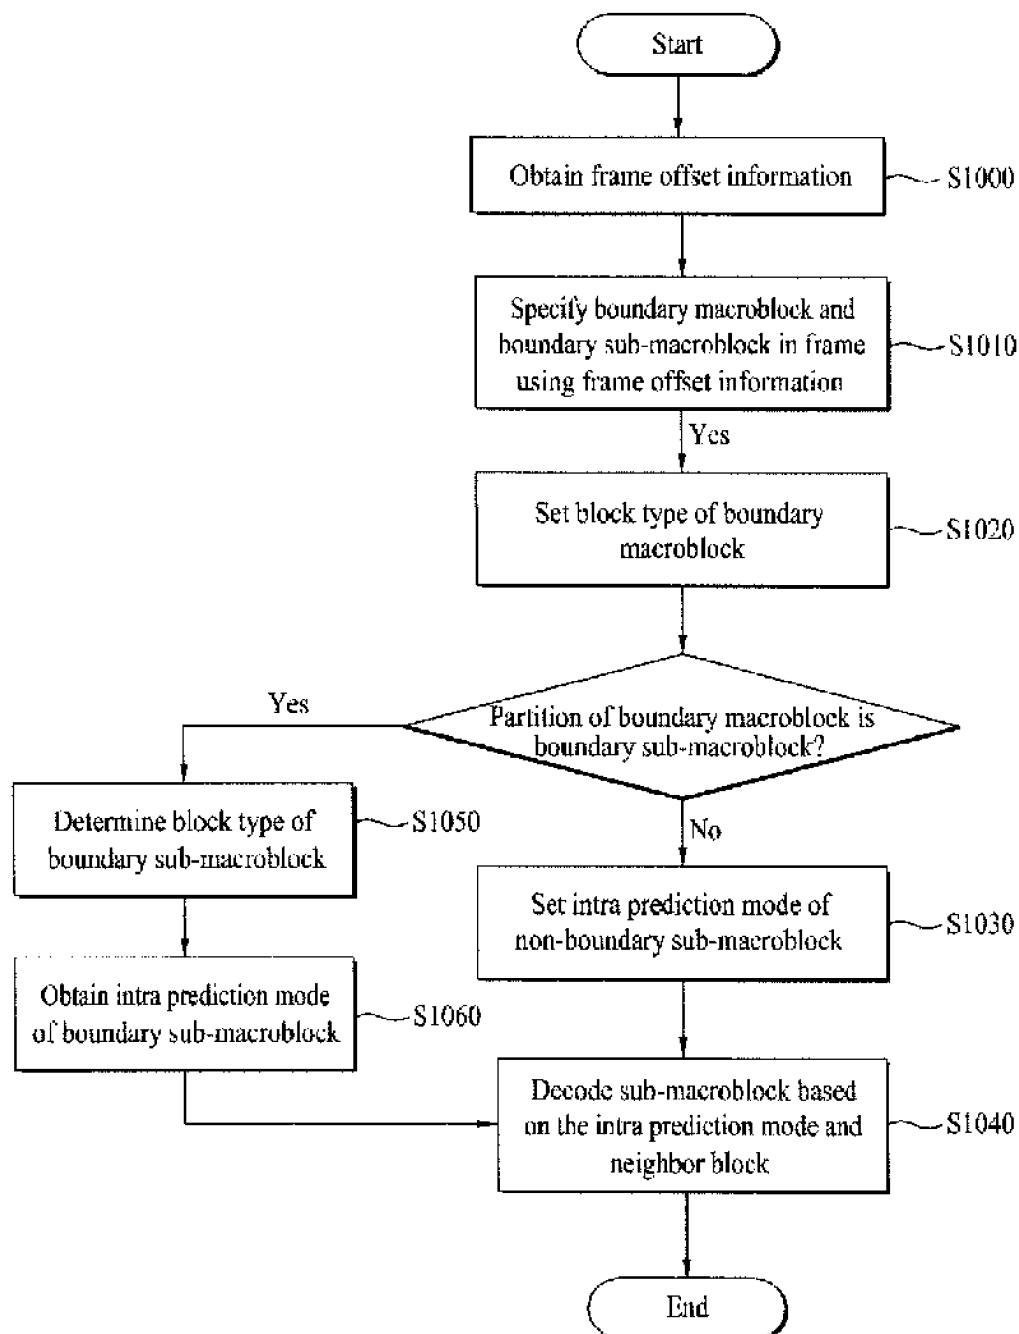 Start
Obtain frame offset information
S1000
Specify boundary macroblock and
boundary sub-macroblock in frame
using frame offset information
S1010
Yes
Set block type of boundary
macroblock
S1020
Partition of boundary macroblock is
boundary sub-macroblock?
Yes
Determine block type of
boundary sub-macroblock
S1050
No
Set intra prediction mode of
non-boundary sub-macroblock
S1030
Obtain intra prediction mode
of boundary sub-macroblock
S1060
Decode sub-macroblock based
on the intra prediction mode and
neighbor block
S1040
End